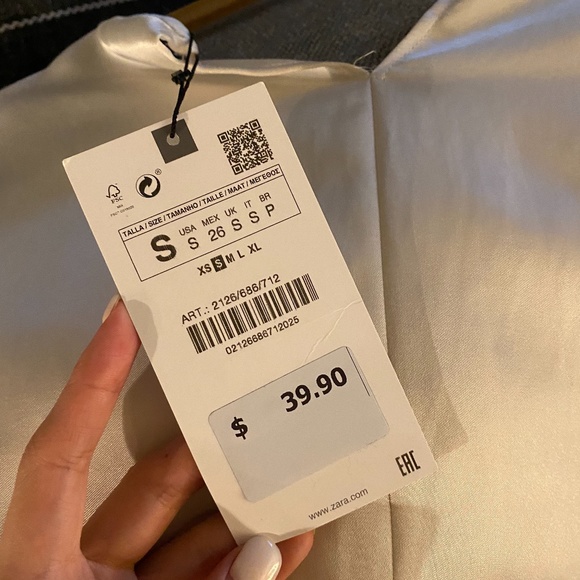 FSC
®
TALLA / SIZE / TAMANHO / TAILLE / MAAT / ΜΕΓΕΘΟΣ
S USA MEX UK IT BR
S 26 S S P
XS S M L XL
ART.: 2126/686/712
02126686712025
$ 39.90
EAC
www.zara.com